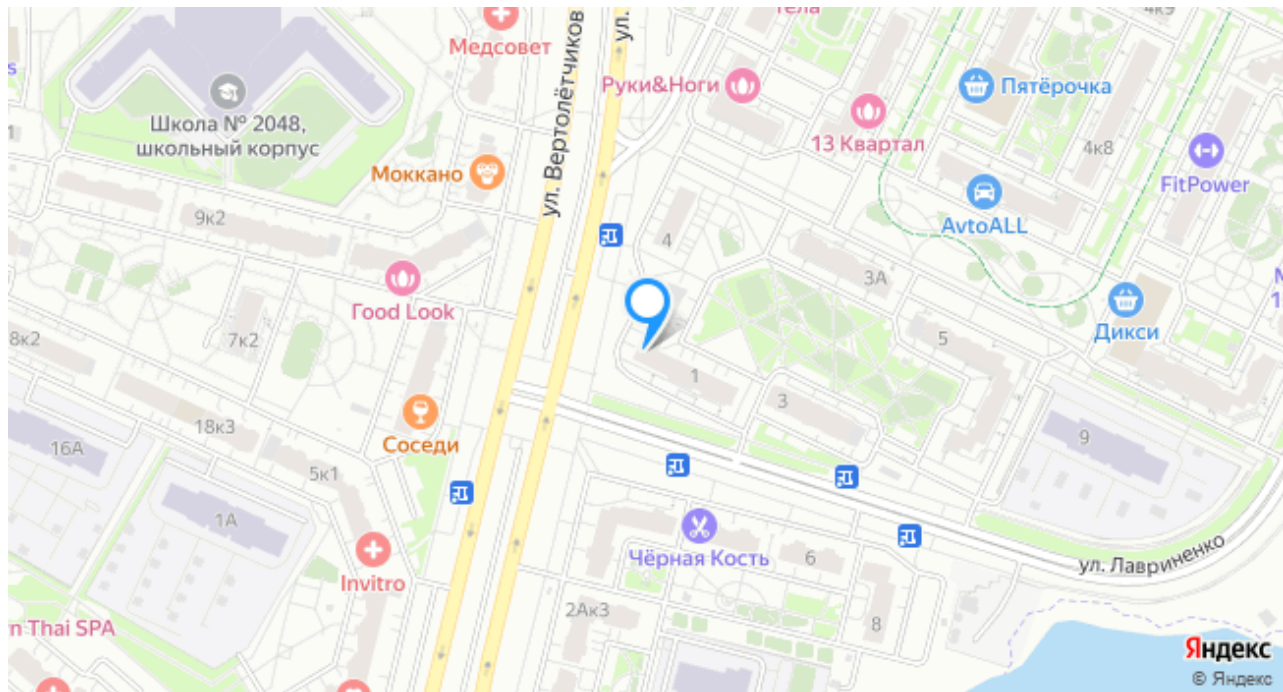 4к9
Медсовет
ул. Вертолётчиков
ул.
Руки&Ноги
Пятёрочка
Школа № 2048,
школьный корпус
13 Квартал
4к8
FitPower
Моккано
AvtoALL
9к2
4
3А
Food Look
Дикси
7к2
8к2
5
1
3
18к3
Соседи
16А
9
5к1
1А
Invitro
Чёрная Кость
6
ул. Лавриненко
2Ак3
8
n Thai SPA
Яндекс
© Яндекс